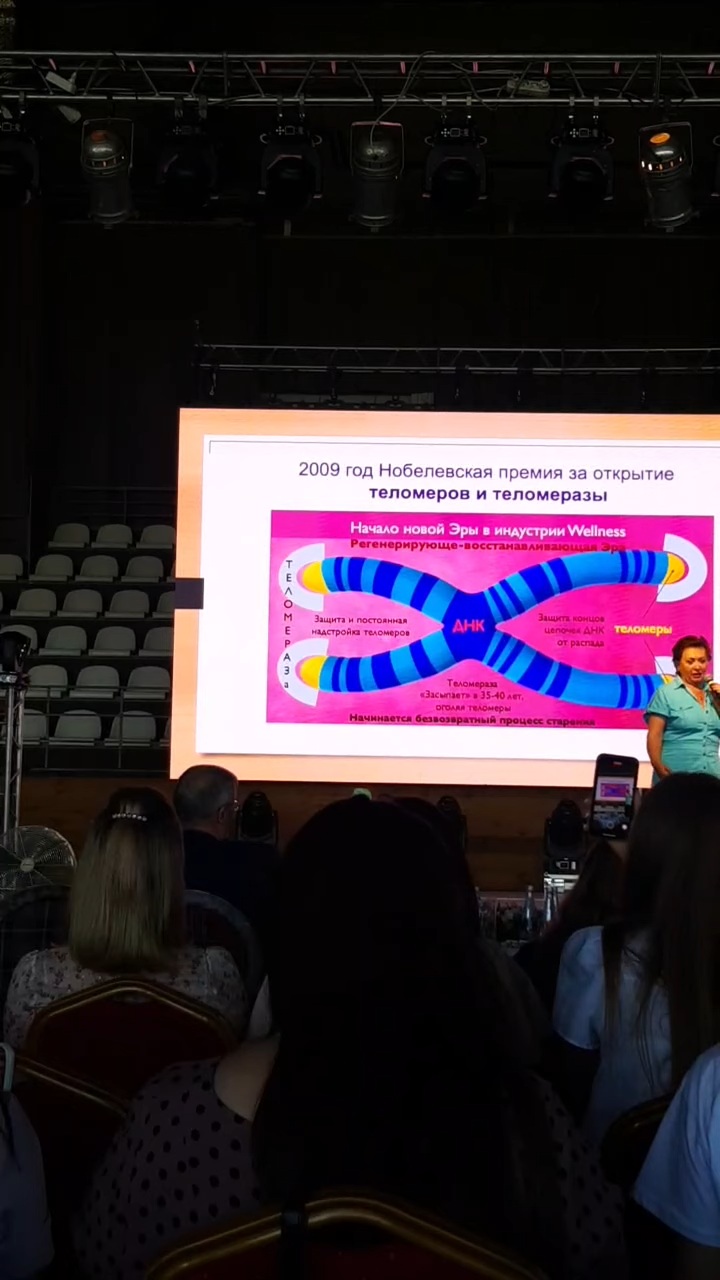 2009 год Нобелевская премия за открытие
теломеров и теломеразы
Начало новой Эры в индустрии Wellness
Регенерирующе-восстанавливающая Эра
ТЕЛОМЕРАЗа
ДНК
Защита и постоянная
надстройка теломеров
Защита концов
цепочек ДНК
от распада
теломеры
Теломераза
«Засыпает» в 35-40 лет,
оголяя теломеры
Начинается безвозвратный процесс старения